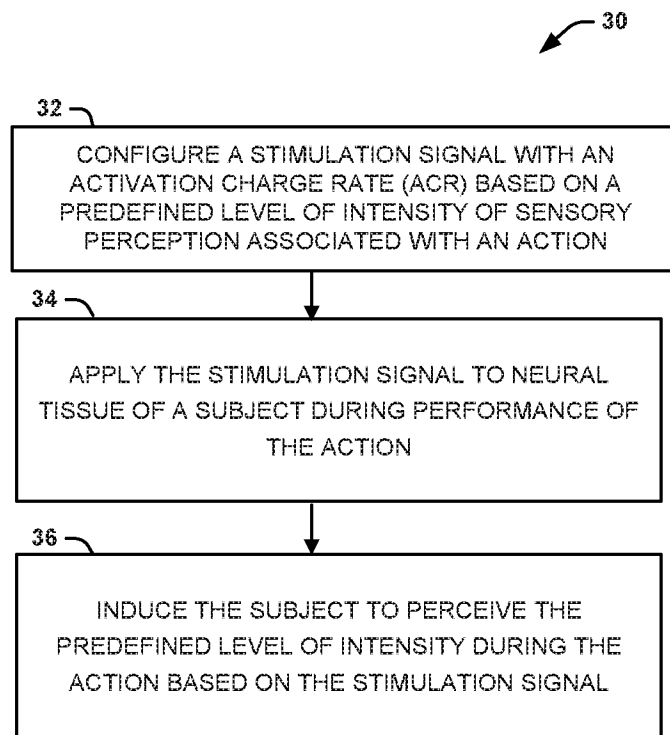 30
32
CONFIGURE A STIMULATION SIGNAL WITH AN
ACTIVATION CHARGE RATE (ACR) BASED ON A
PREDEFINED LEVEL OF INTENSITY OF SENSORY
PERCEPTION ASSOCIATED WITH AN ACTION
34
APPLY THE STIMULATION SIGNAL TO NEURAL
TISSUE OF A SUBJECT DURING PERFORMANCE OF
THE ACTION
36
INDUCE THE SUBJECT TO PERCEIVE THE
PREDEFINED LEVEL OF INTENSITY DURING THE
ACTION BASED ON THE STIMULATION SIGNAL